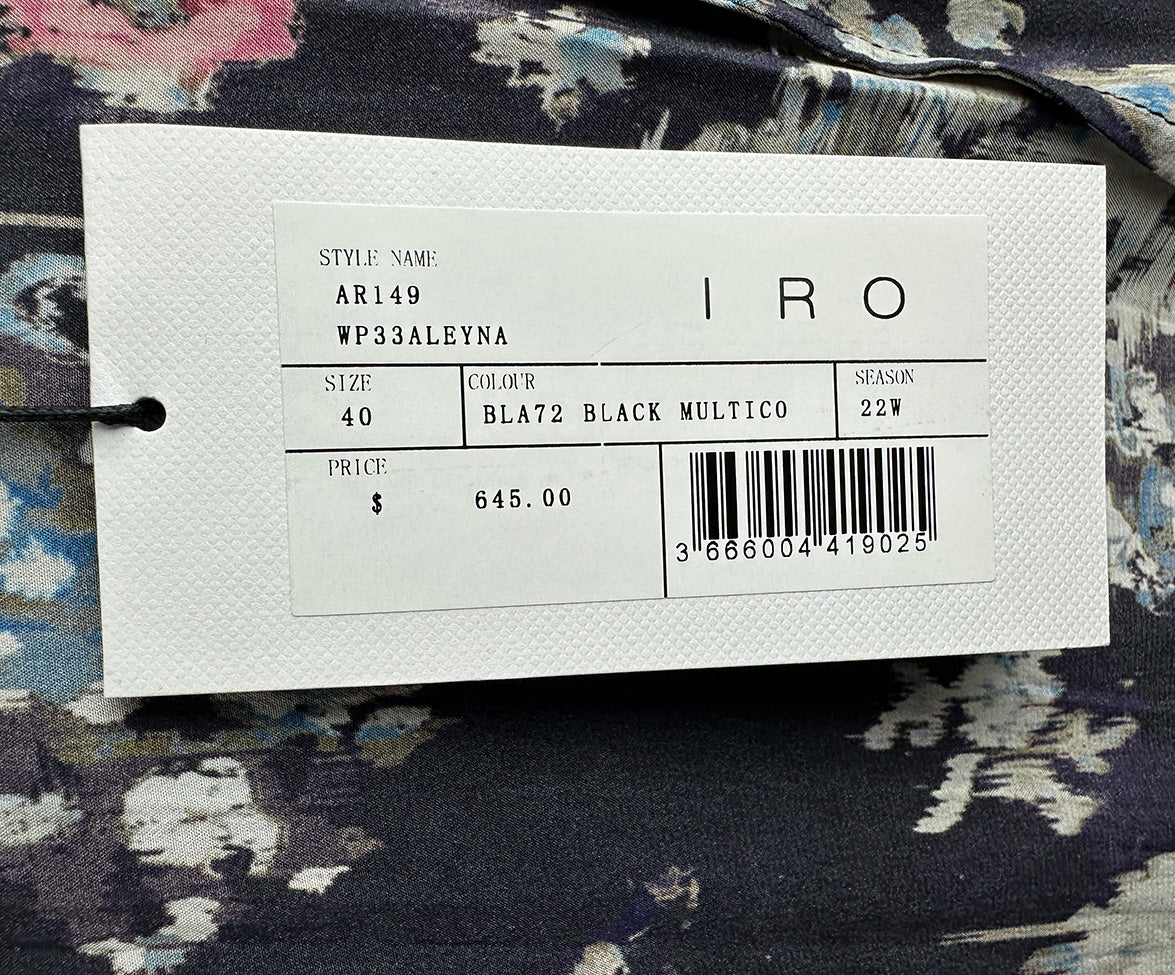 STYLE NAME
AR149
WP33ALEYNA
IRO
SIZE
40
COLOUR
BLA72 BLACK MULTICO
SEASON
22W
PRICE
$ 645.00
3 666004 419025